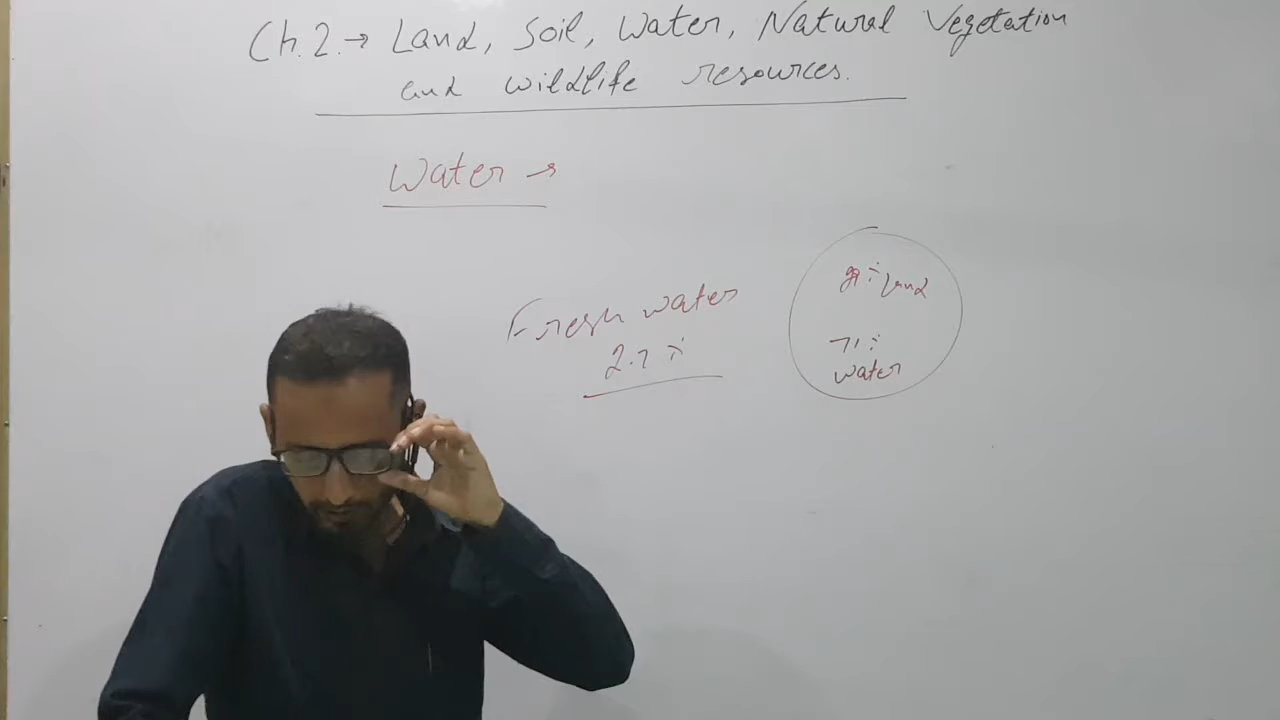 Ch.2.→ Land, Soil, Water, Natural Vegetation
and wildlife resources.
Water →
Fresh water
2.7 %
29 % Land
71 %
water